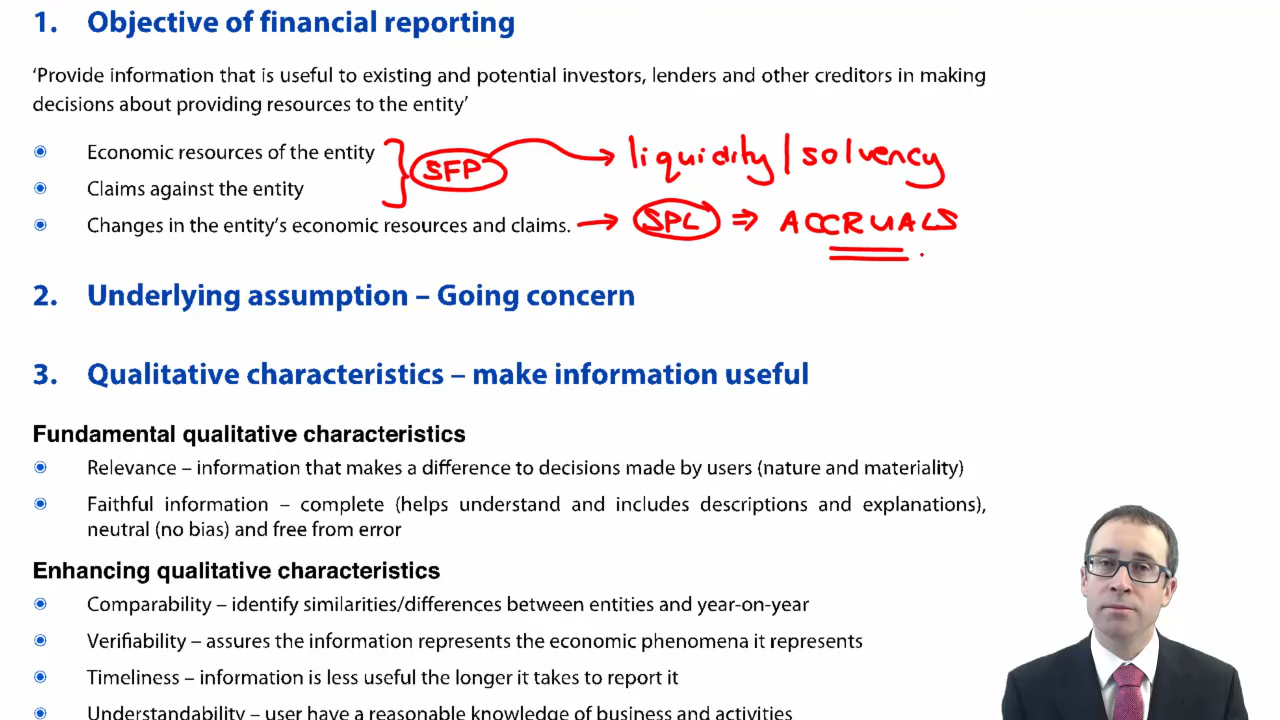 1. Objective of financial reporting
‘Provide information that is useful to existing and potential investors, lenders and other creditors in making
decisions about providing resources to the entity’
Economic resources of the entity
SFP
liquidity/solvency
Claims against the entity
Changes in the entity’s economic resources and claims.
SPL
ACCRUALS
2. Underlying assumption – Going concern
3. Qualitative characteristics – make information useful
Fundamental qualitative characteristics
Relevance – information that makes a difference to decisions made by users (nature and materiality)
Faithful information – complete (helps understand and includes descriptions and explanations),
neutral (no bias) and free from error
Enhancing qualitative characteristics
Comparability – identify similarities/differences between entities and year-on-year
Verifiability – assures the information represents the economic phenomena it represents
Timeliness – information is less useful the longer it takes to report it
Understandability – user have a reasonable knowledge of business and activities